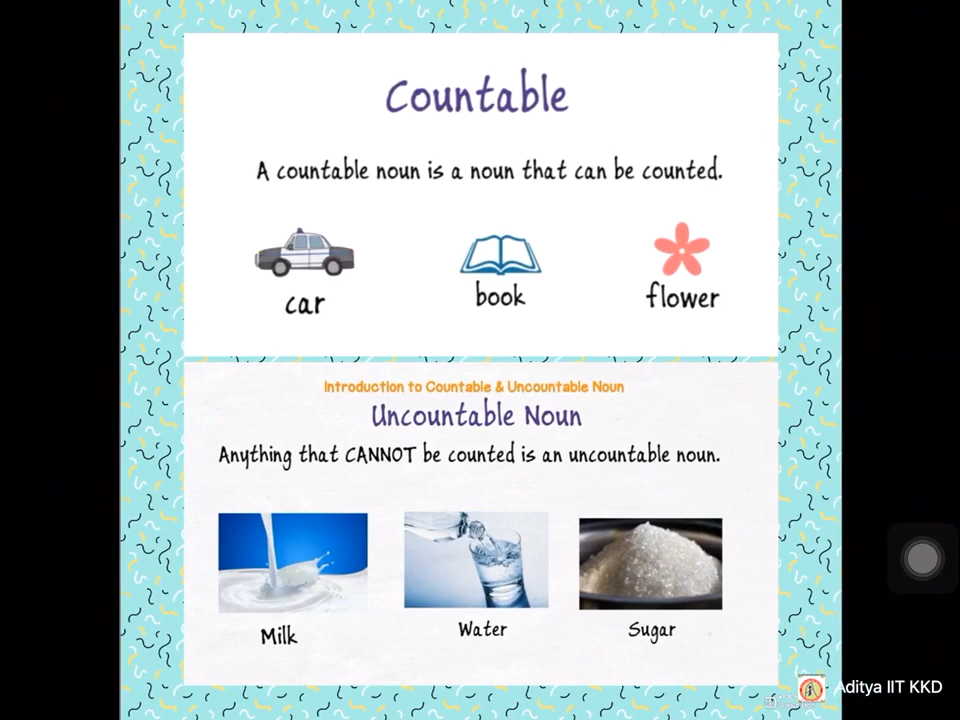 Countable
A countable noun is a noun that can be counted.
car
book
flower
Introduction to Countable & Uncountable Noun
Uncountable Noun
Anything that CANNOT be counted is an uncountable noun.
Milk
Water
Sugar
Aditya IIT KKD